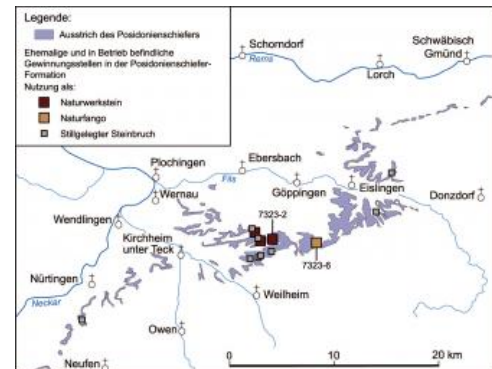 Legende:
Ausstrich des Posidonienschiefers
Ehemalige und in Betrieb befindliche
Gewinnungsstellen in der Posidonienschiefer-
Formation
Nutzung als:
Naturwerkstein
Naturfango
Stillgelegter Steinbruch
Schorndorf
Rems
Schwäbisch
Gmünd
Lorch
Plochingen
Ebersbach
Fils
Wernau
Göppingen
Eislingen
Donzdorf
Wendlingen
7323-2
Kirchheim
unter Teck
7323-6
Nürtingen
Weilheim
Neckar
Owen
Neufen
0
10
20 km